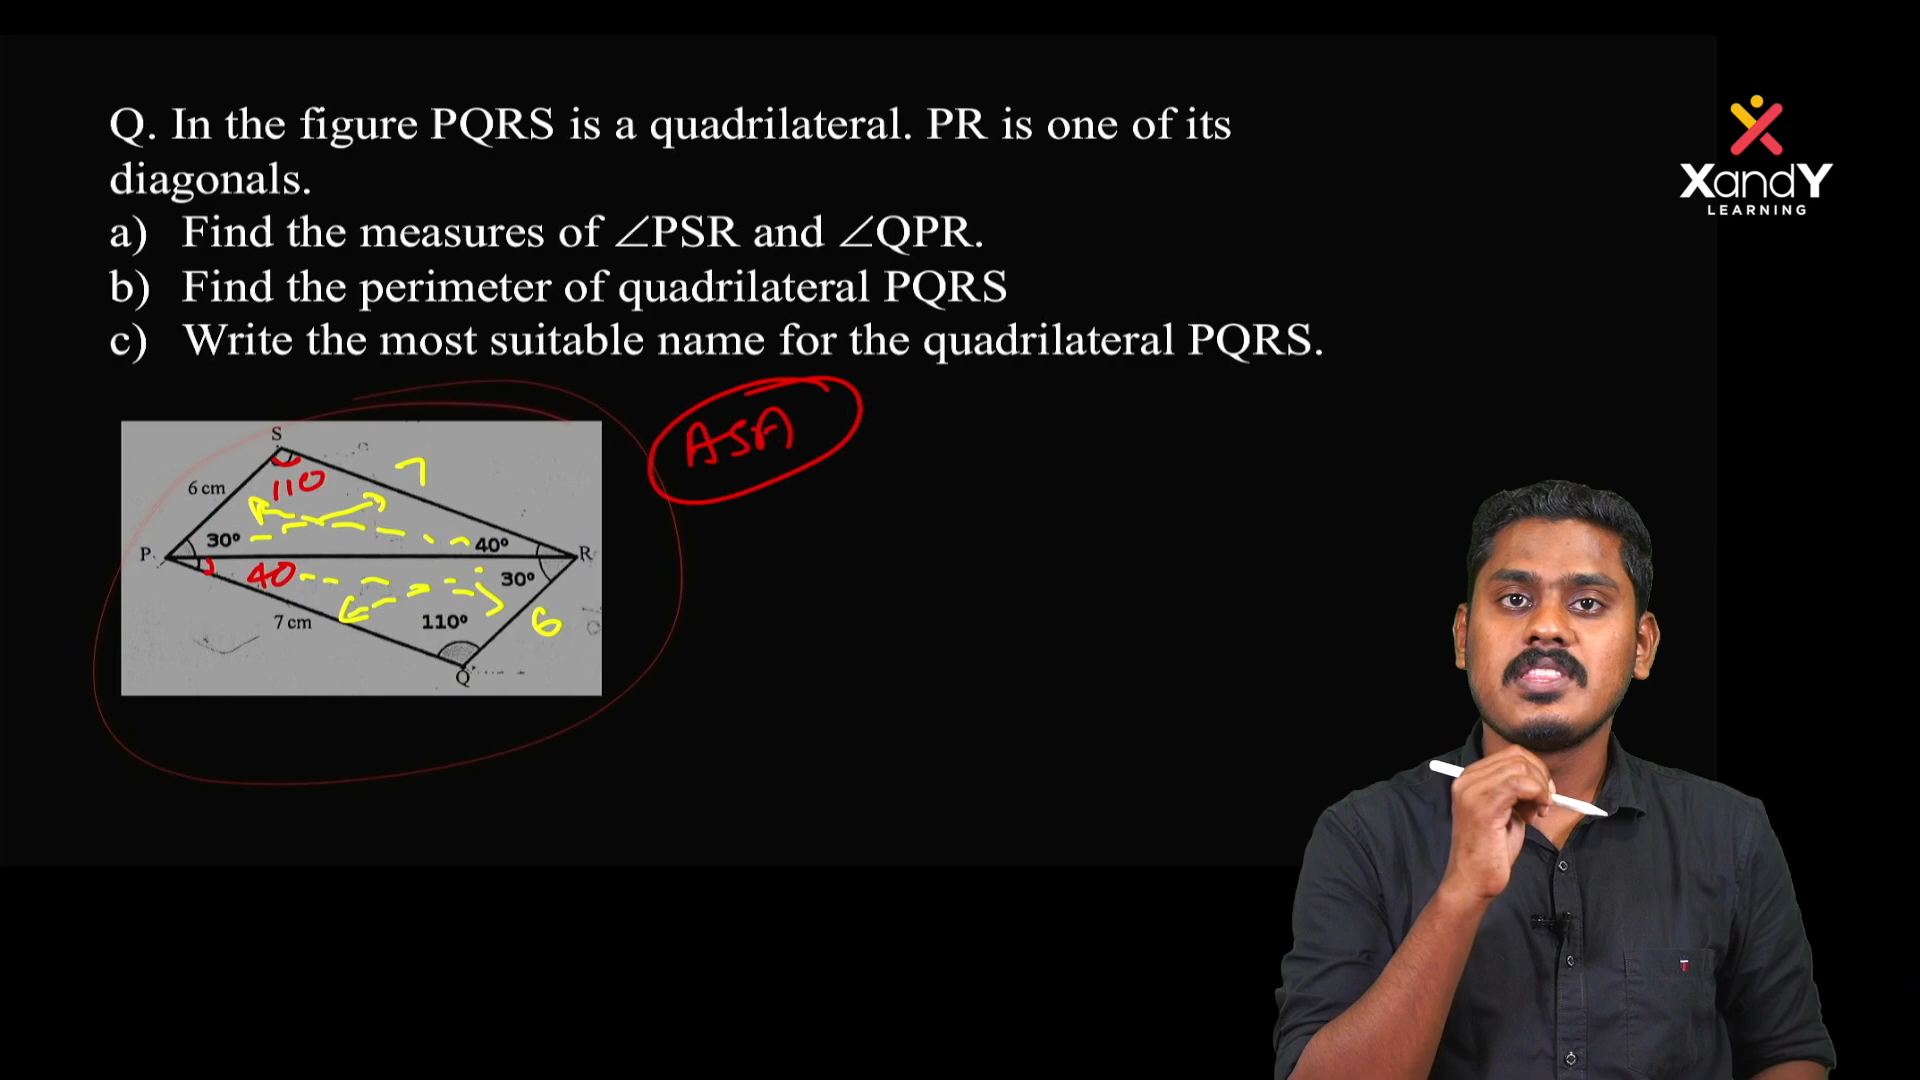 Q. In the figure PQRS is a quadrilateral. PR is one of its
diagonals.
a) Find the measures of ∠PSR and ∠QPR.
b) Find the perimeter of quadrilateral PQRS
c) Write the most suitable name for the quadrilateral PQRS.
XandY
LEARNING
ASA
S
6 cm
110
7
P
30°
40°
R
40
30°
7 cm
110°
6
Q